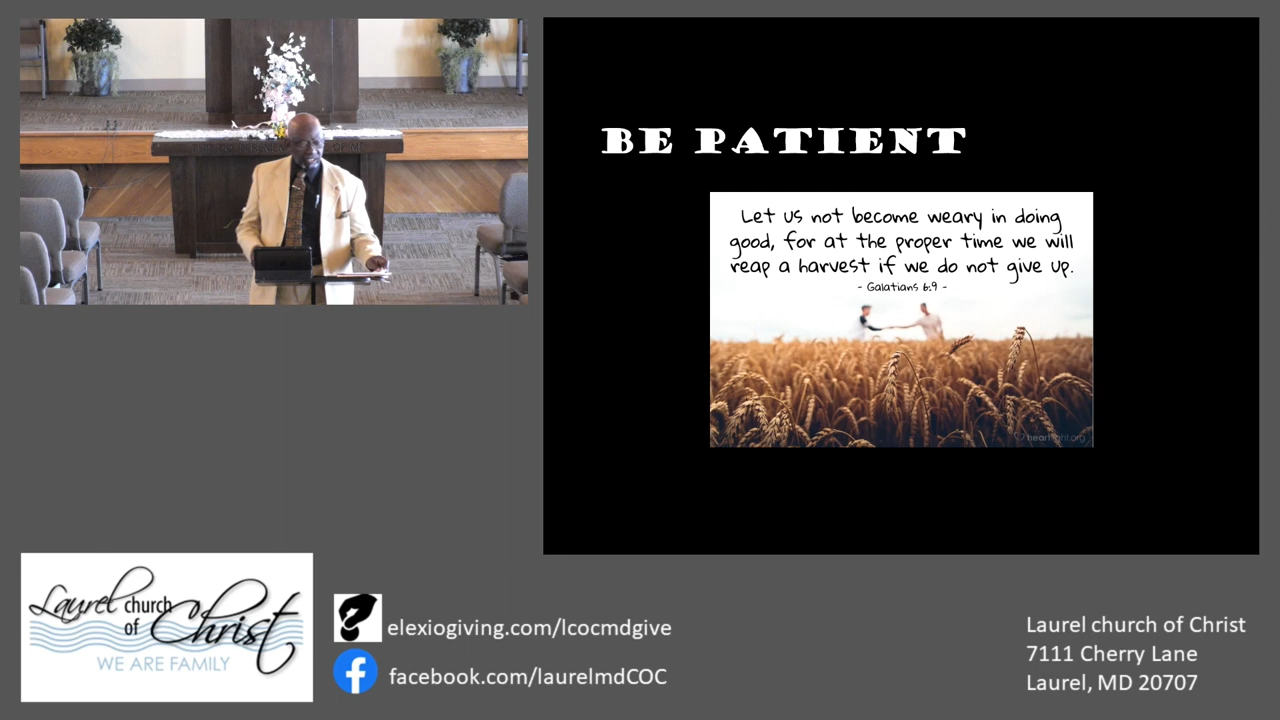 BE PATIENT
Let us not become weary in doing
good, for at the proper time we will
reap a harvest if we do not give up.
- Galatians 6:9 -
heartlight.org
Laurel church
of Christ
WE ARE FAMILY
elexiogiving.com/lcocmdgive
facebook.com/laurelmdCOC
Laurel church of Christ
7111 Cherry Lane
Laurel, MD 20707